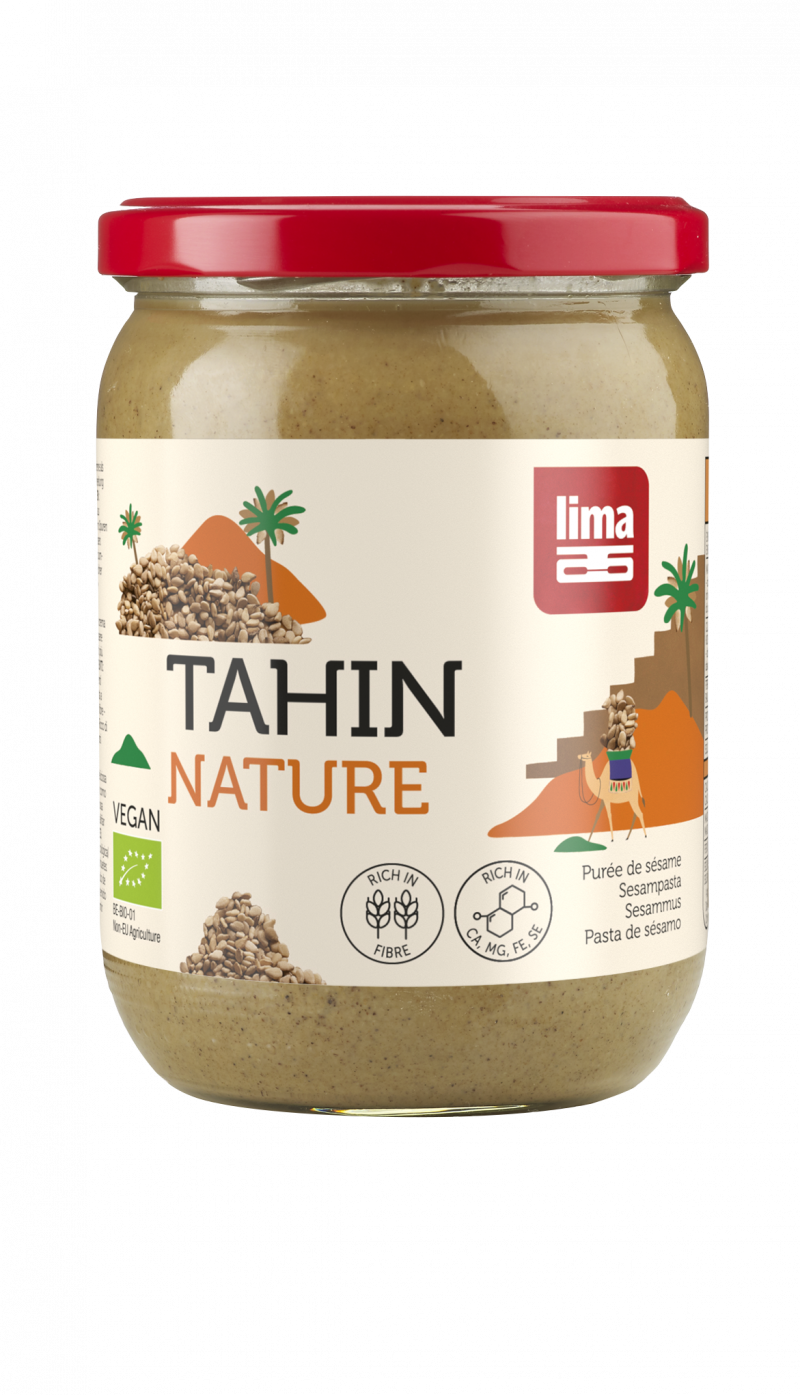 lima
TAHIN
NATURE
VEGAN
BE-BIO-01
Non-EU Agriculture
RICH IN
FIBRE
RICH IN
CA, MG, FE, SE
Purée de sésame
Sesampasta
Sesammus
Pasta de sésamo